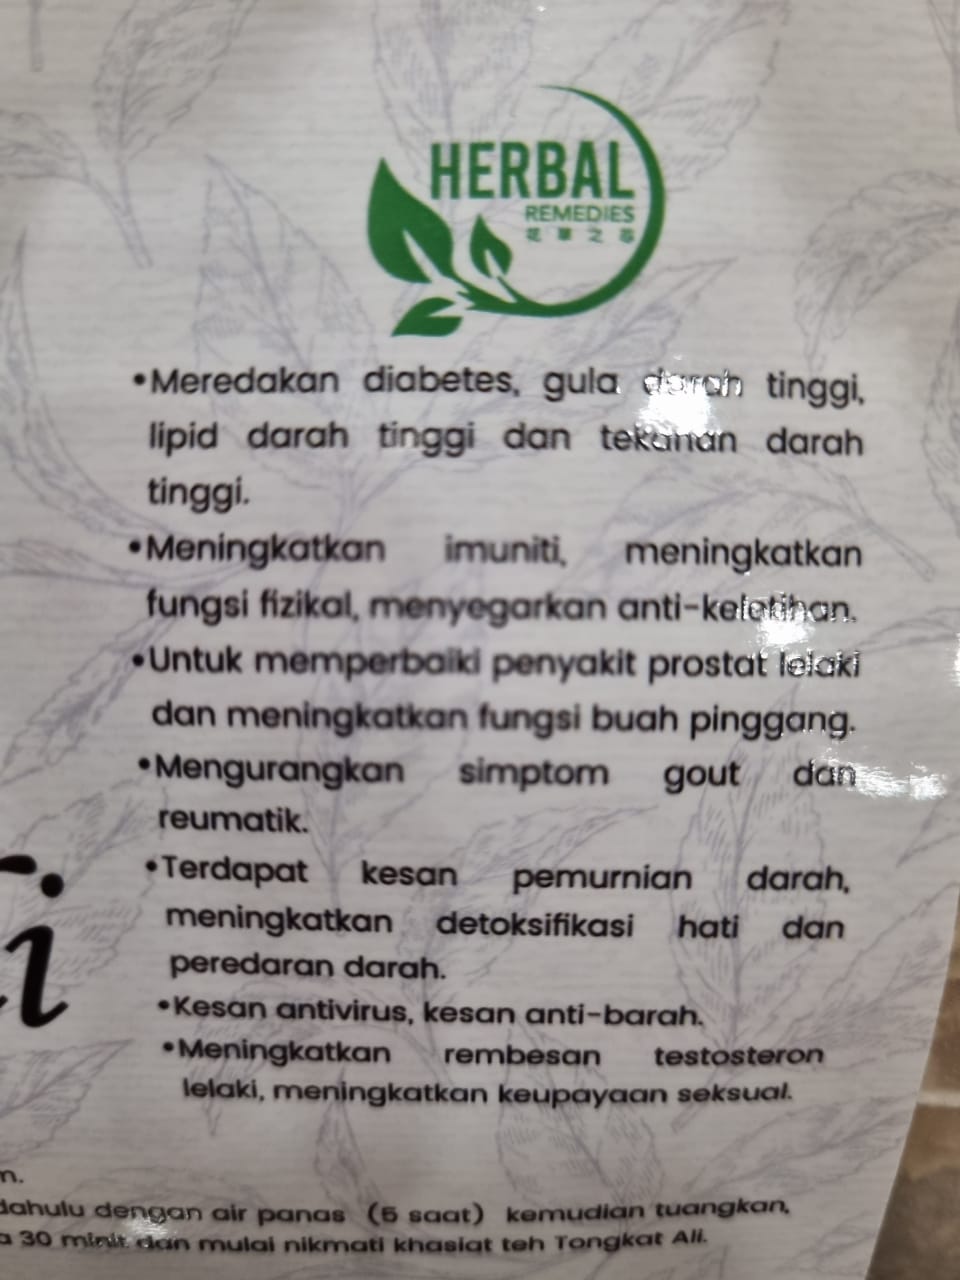 HERBAL
REMEDIES
花 草 之 芯
•Meredakan diabetes, gula darah tinggi,
lipid darah tinggi dan tekanan darah
tinggi.
•Meningkatkan imuniti, meningkatkan
fungsi fizikal, menyegarkan anti-keletihan.
•Untuk memperbaiki penyakit prostat lelaki
dan meningkatkan fungsi buah pinggang.
•Mengurangkan simptom gout dan
reumatik.
•Terdapat kesan pemurnian darah,
meningkatkan detoksifikasi hati dan
peredaran darah.
•Kesan antivirus, kesan anti-barah.
•Meningkatkan rembesan testosteron
lelaki, meningkatkan keupayaan seksual.
i
n.
dahulu dengan air panas (5 saat) kemudian tuangkan,
a 30 minit dan mulai nikmati khasiat teh Tongkat Ali.